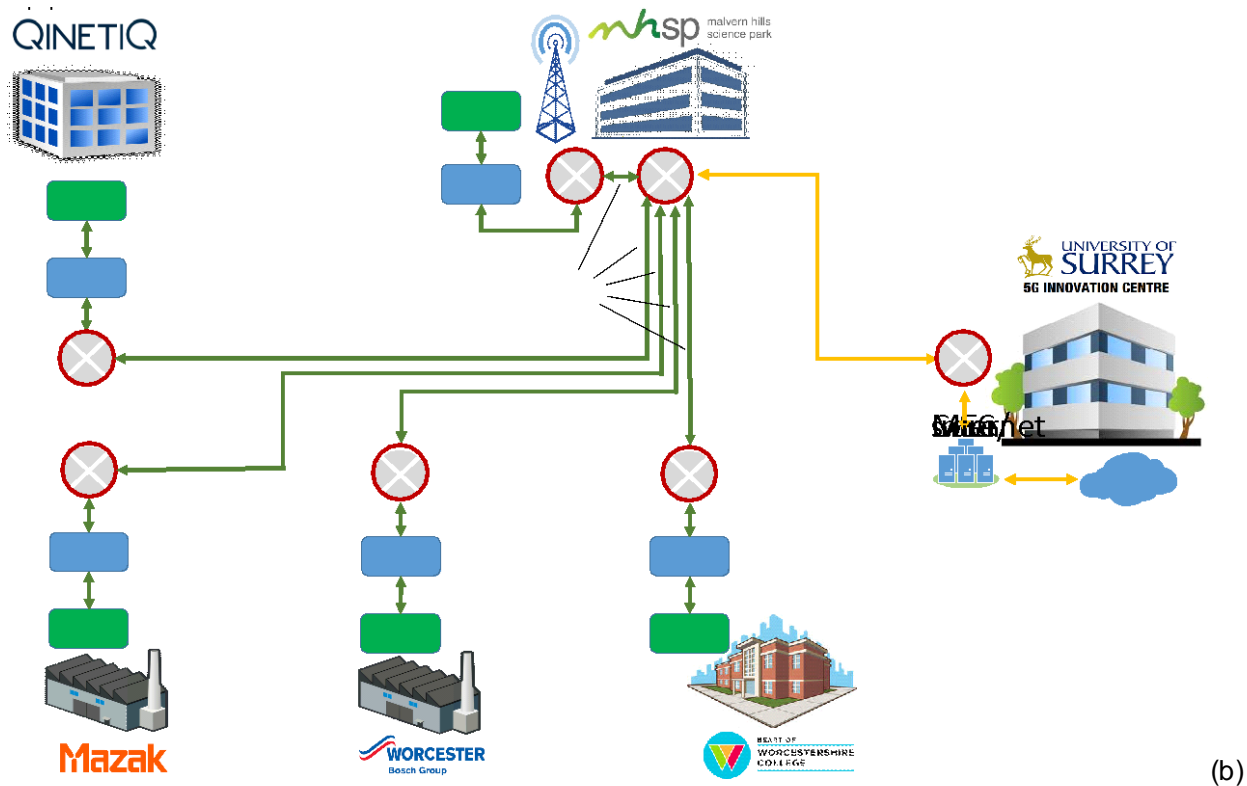 QINETIQ
mhsp malvern hills
science park
UNIVERSITY OF
SURREY
5G INNOVATION CENTRE
Mazak
WORCESTER
Bosch Group
HEART OF
WORCESTERSHIRE
COLLEGE
(b)